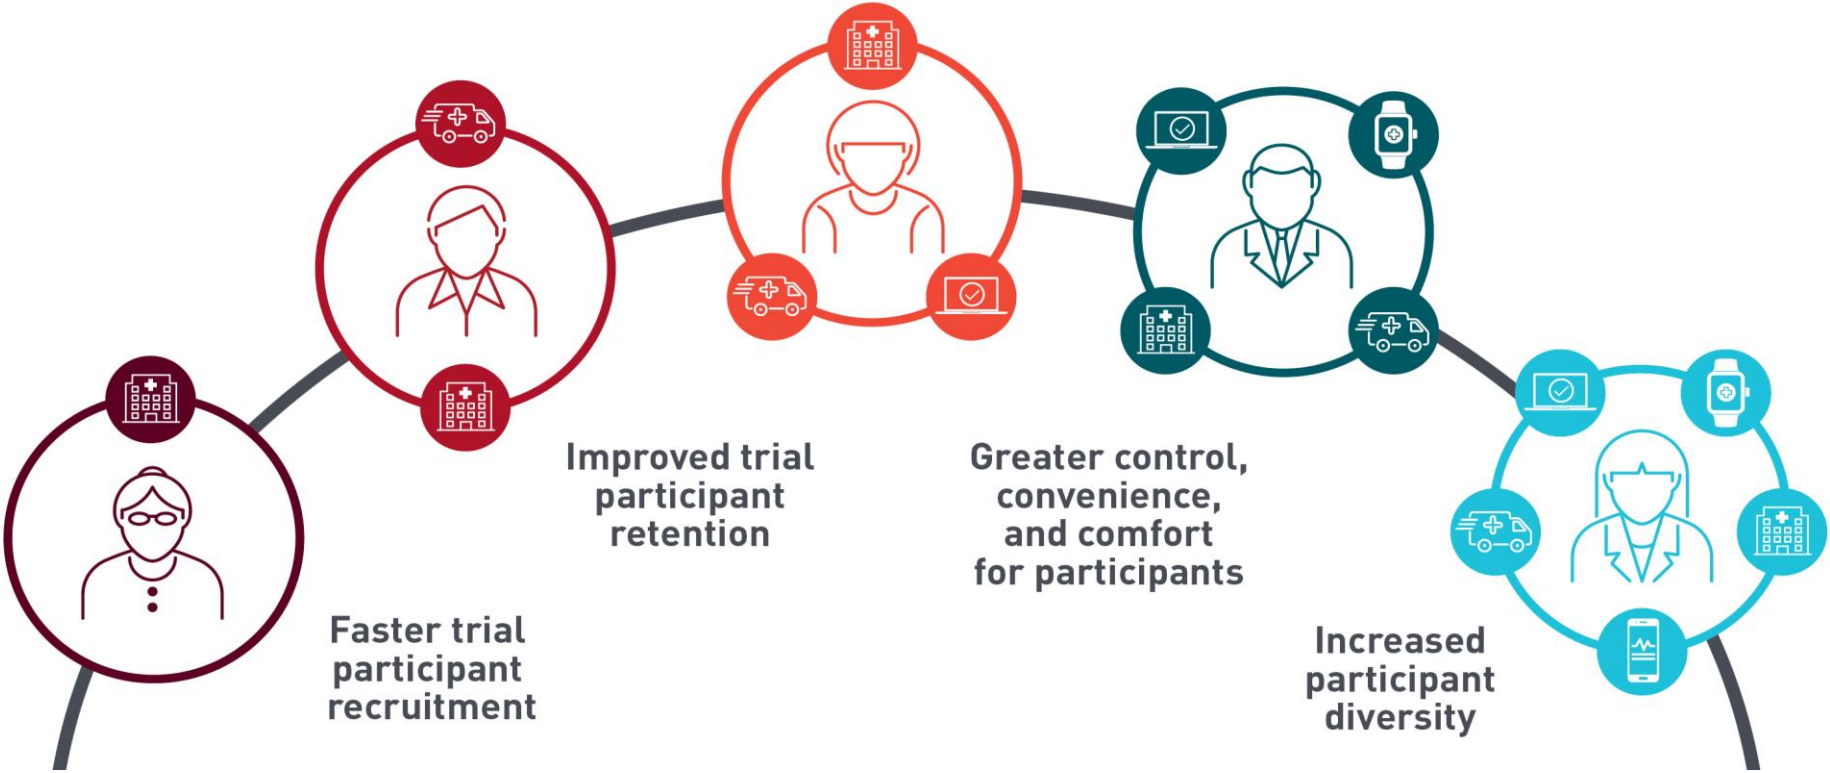 Improved trial
participant
retention
Greater control,
convenience,
and comfort
for participants
Faster trial
participant
recruitment
Increased
participant
diversity